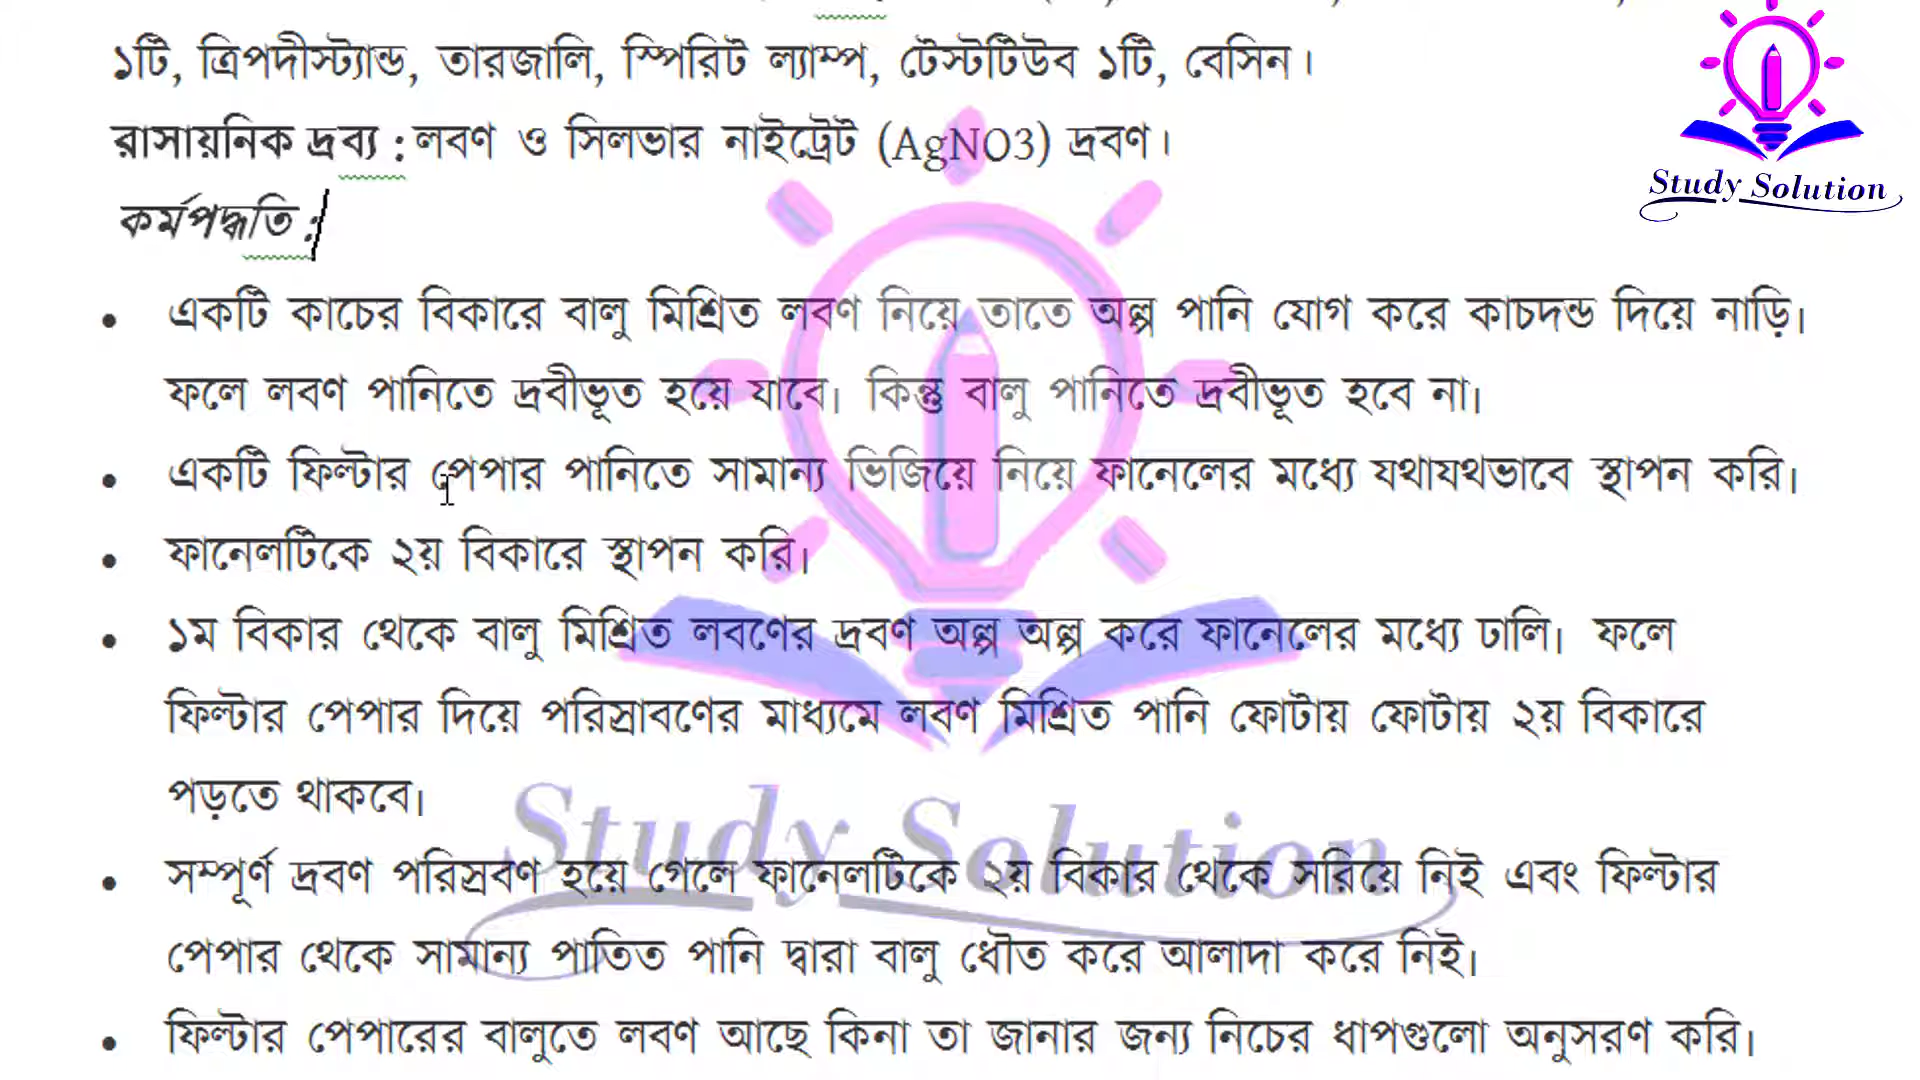 ১টি, ত্রিপদীস্ট্যান্ড, তারজালি, স্পিরিট ল্যাম্প, টেস্টটিউব ১টি, বেসিন।
রাসায়নিক দ্রব্য : লবণ ও সিলভার নাইট্রেট (AgNO3) দ্রবণ।
কর্মপদ্ধতি :
• একটি কাচের বিকারে বালু মিশ্রিত লবণ নিয়ে তাতে অল্প পানি যোগ করে কাচদন্ড দিয়ে নাড়ি।
ফলে লবণ পানিতে দ্রবীভূত হয়ে যাবে। কিন্তু বালু পানিতে দ্রবীভূত হবে না।
• একটি ফিল্টার পেপার পানিতে সামান্য ভিজিয়ে নিয়ে ফানেলের মধ্যে যথাযথভাবে স্থাপন করি।
• ফানেলটিকে ২য় বিকারে স্থাপন করি।
• ১ম বিকার থেকে বালু মিশ্রিত লবণের দ্রবণ অল্প অল্প করে ফানেলের মধ্যে ঢালি। ফলে
ফিল্টার পেপার দিয়ে পরিস্রাবণের মাধ্যমে লবণ মিশ্রিত পানি ফোটায় ফোটায় ২য় বিকারে
পড়তে থাকবে।
• সম্পূর্ণ দ্রবণ পরিস্রবণ হয়ে গেলে ফানেলটিকে ২য় বিকার থেকে সরিয়ে নিই এবং ফিল্টার
পেপার থেকে সামান্য পাতিত পানি দ্বারা বালু ধৌত করে আলাদা করে নিই।
• ফিল্টার পেপারের বালুতে লবণ আছে কিনা তা জানার জন্য নিচের ধাপগুলো অনুসরণ করি।
Study Solution
Study Solution